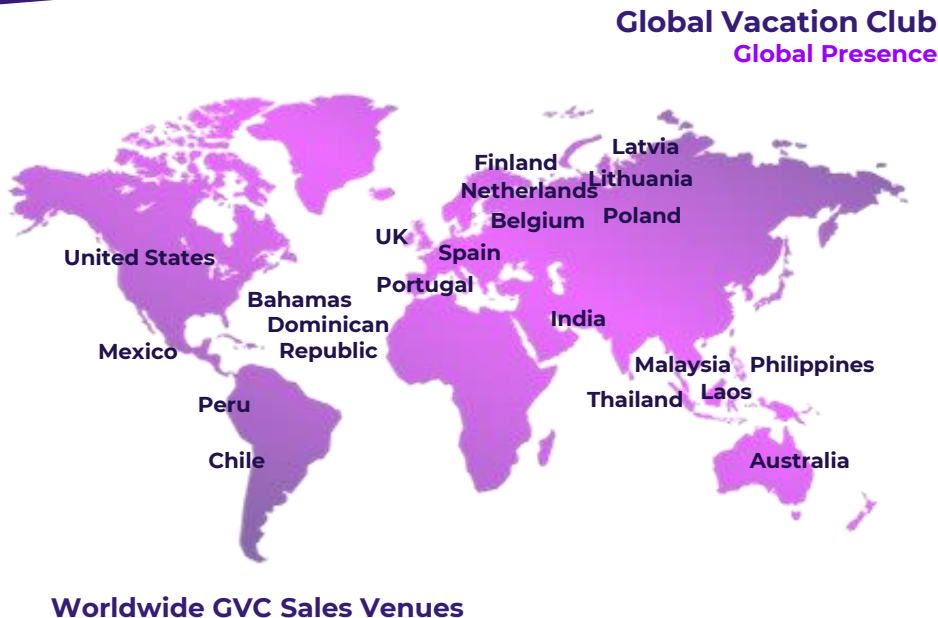 Global Vacation Club
Global Presence
Latvia
Finland
Lithuania
Netherlands
Belgium
Poland
UK
Spain
United States
Portugal
Bahamas
India
Dominican
Republic
Mexico
Malaysia
Philippines
Laos
Thailand
Peru
Chile
Australia
Worldwide GVC Sales Venues